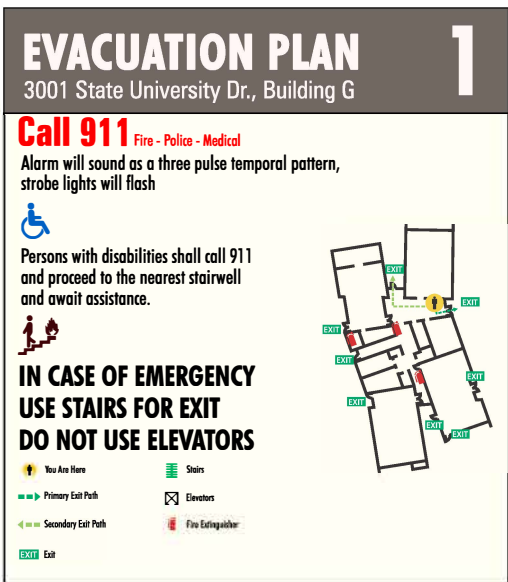 EVACUATION PLAN
1
3001 State University Dr., Building G
Call 911 Fire - Police - Medical
Alarm will sound as a three pulse temporal pattern,
strobe lights will flash
Persons with disabilities shall call 911
and proceed to the nearest stairwell
and await assistance.
IN CASE OF EMERGENCY
USE STAIRS FOR EXIT
DO NOT USE ELEVATORS
You Are Here
Stairs
Primary Exit Path
Elevators
Secondary Exit Path
Fire Extinguisher
EXIT Exit
EXIT
EXIT
EXIT
EXIT
EXIT
EXIT
EXIT
EXIT